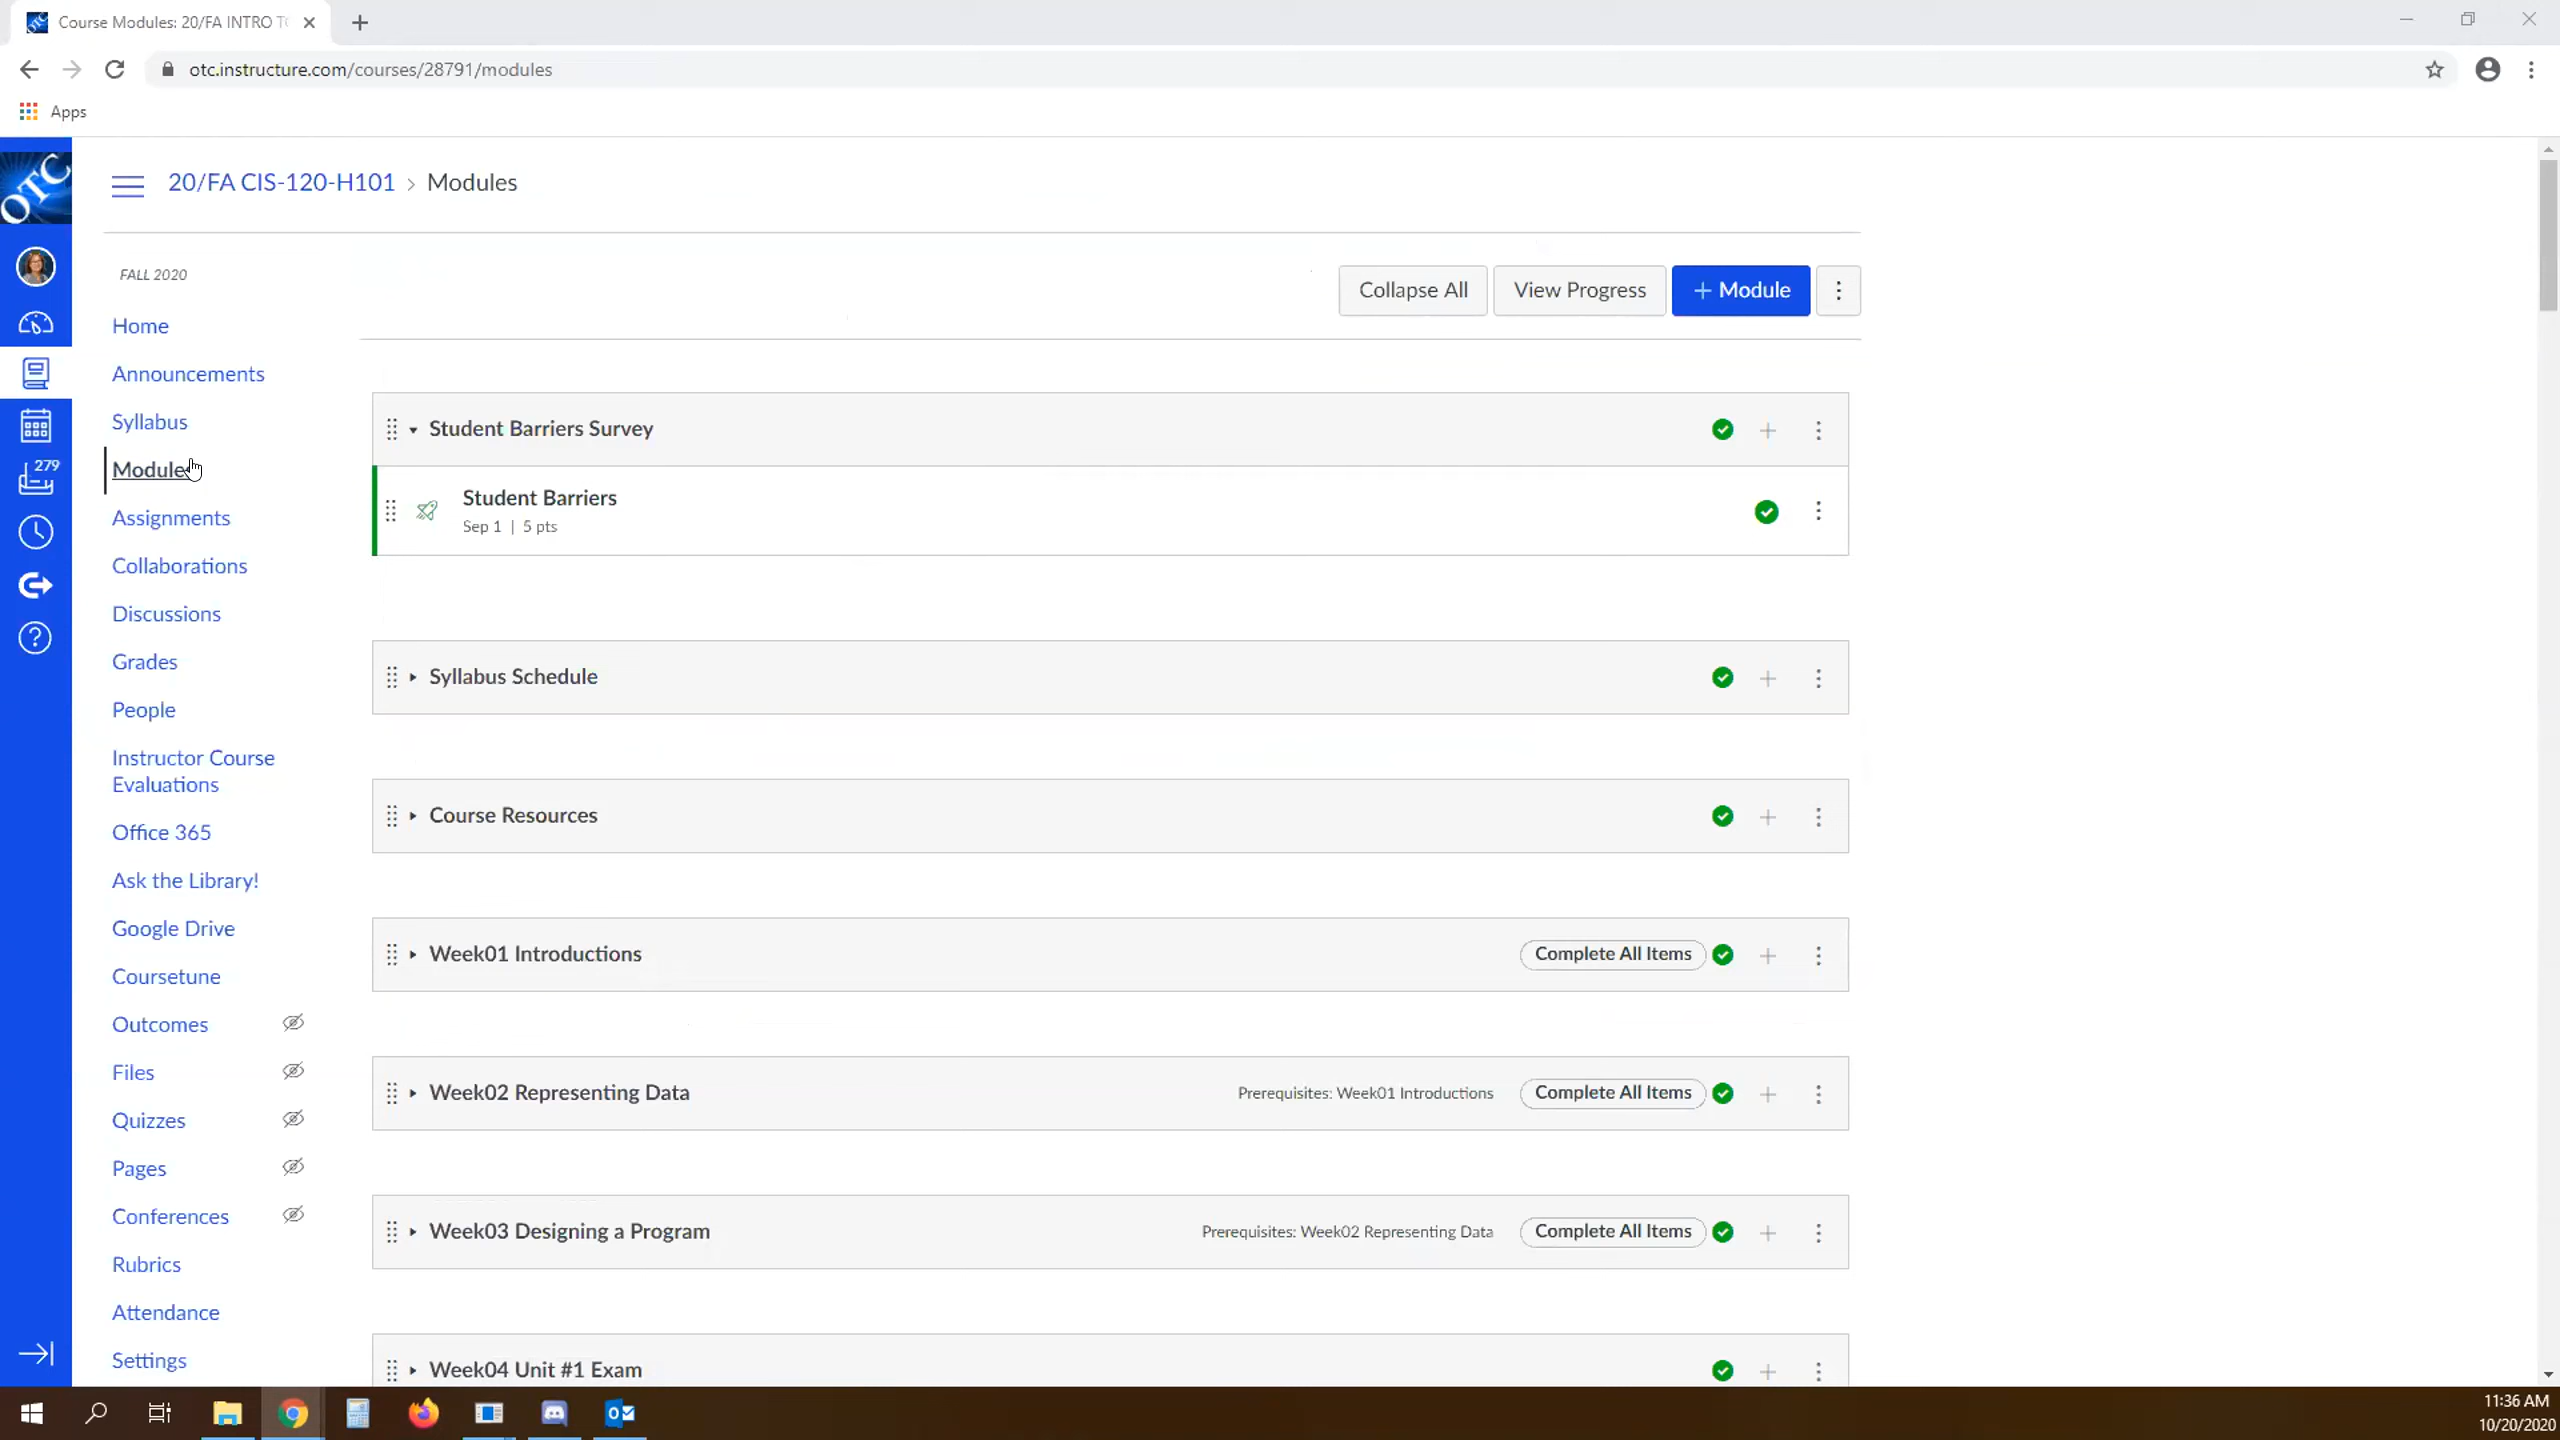 Course Modules: 20/FA INTRO TO
otc.instructure.com/courses/28791/modules
Apps
OTC
20/FA CIS-120-H101 > Modules
FALL 2020
Collapse All
View Progress
+ Module
Home
Announcements
Syllabus
Modules
Assignments
Collaborations
Discussions
Grades
People
Instructor Course
Evaluations
Office 365
Ask the Library!
Google Drive
Coursetune
Outcomes
Files
Quizzes
Pages
Conferences
Rubrics
Attendance
Settings
279
Student Barriers Survey
Student Barriers
Sep 1 | 5 pts
Syllabus Schedule
Course Resources
Week01 Introductions
Complete All Items
Week02 Representing Data
Prerequisites: Week01 Introductions
Complete All Items
Week03 Designing a Program
Prerequisites: Week02 Representing Data
Complete All Items
Week04 Unit #1 Exam
11:36 AM
10/20/2020